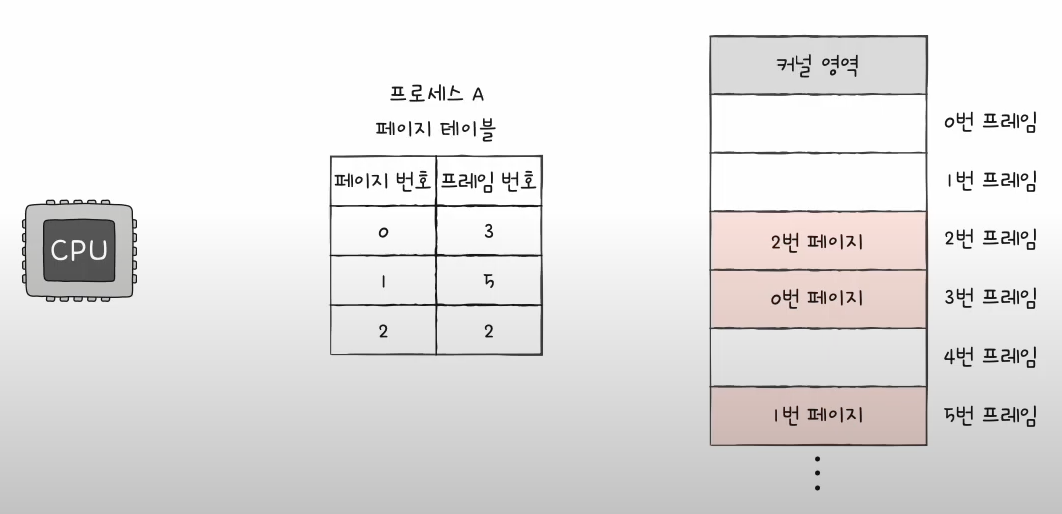 CPU
프로세스 A
페이지 테이블
페이지 번호 프레임 번호
0 3
1 5
2 2
커널 영역
0번 프레임
1번 프레임
2번 페이지 2번 프레임
0번 페이지 3번 프레임
4번 프레임
1번 페이지 5번 프레임